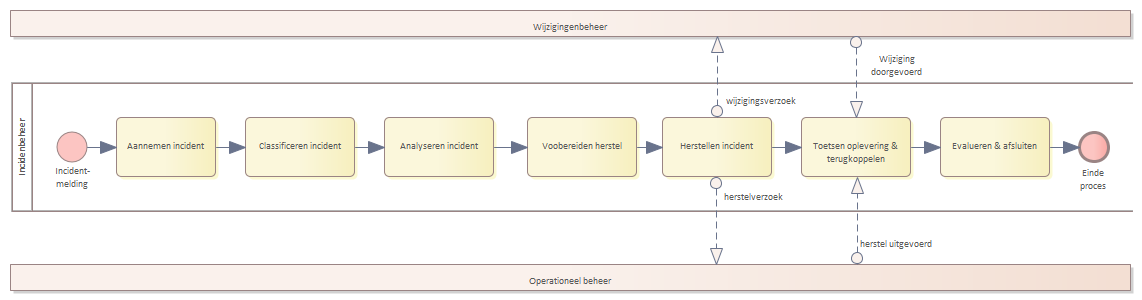 Wijzigingenbeheer
Wijziging
doorgevoerd
wijzigingsverzoek
Incidenbeheer
Incident-
melding
Aannemen incident
Classificeren incident
Analyseren incident
Voobereiden herstel
Herstellen incident
Toetsen oplevering &
terugkoppelen
Evalueren & afsluiten
Einde
proces
herstelverzoek
herstel uitgevoerd
Operationeel beheer